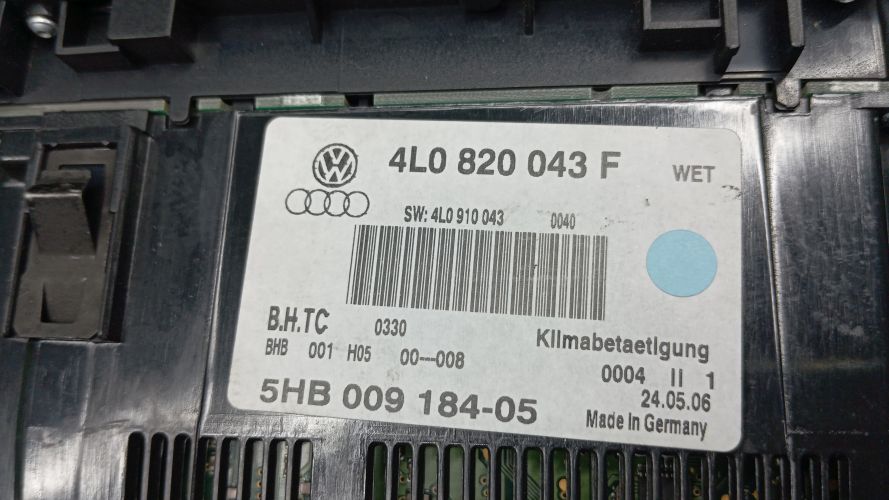 4L0 820 043 F WET
SW: 4L0 910 043 0040
B.H.TC 0330
BHB 001 H05 00---008
5HB 009 184-05
Klimabetaetigung
0004 II 1
24.05.06
Made in Germany